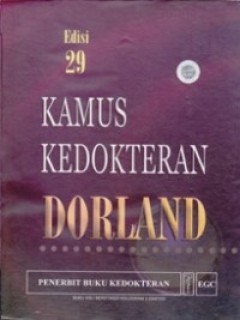 Edisi
29
KAMUS
KEDOKTERAN
DORLAND
PENERBIT BUKU KEDOKTERAN EGC